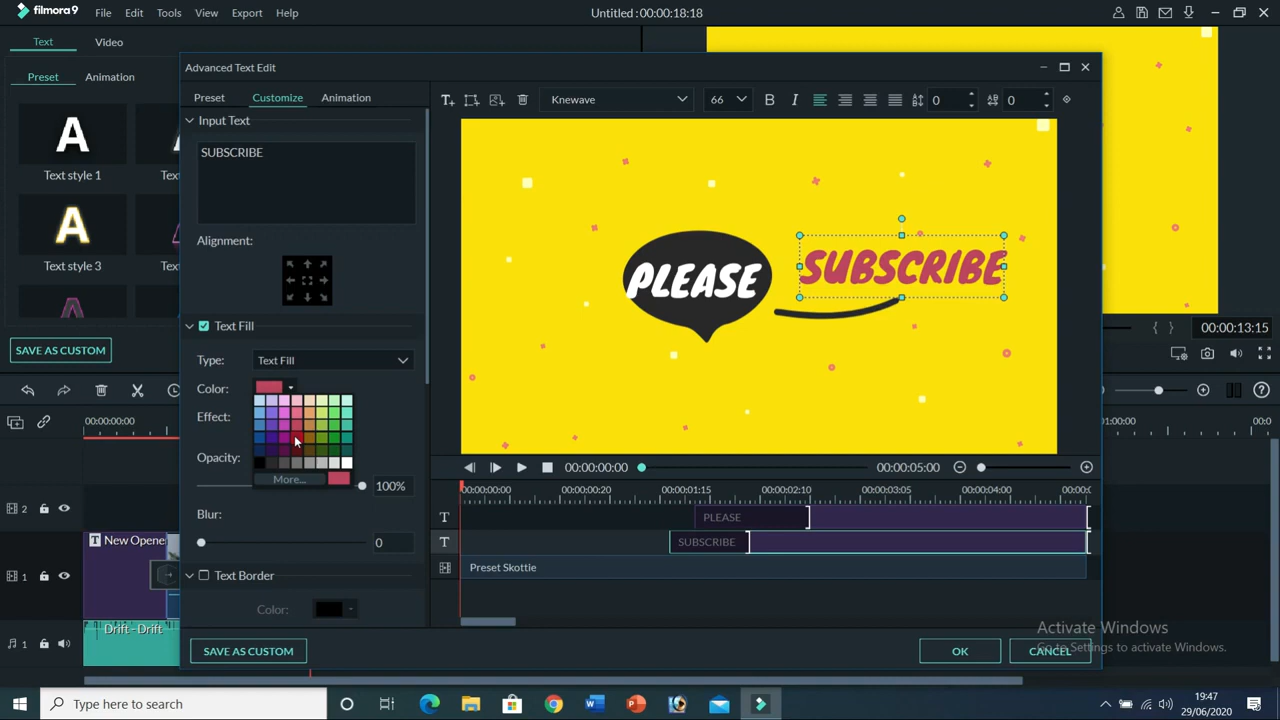 filmora 9 File Edit Tools View Export Help Untitled : 00:00:18:18
Text Video
Preset Animation
A Text style 1
A Text style 3
SAVE AS CUSTOM
Advanced Text Edit
Preset Customize Animation
Input Text
SUBSCRIBE
Alignment:
Text Fill
Type: Text Fill
Color:
Effect:
Opacity:
More...
100%
Blur:
0
Text Border
Color:
SAVE AS CUSTOM
T+ Knewave 66 B I 0 0
PLEASE SUBSCRIBE
00:00:00:00 00:00:05:00
00:00:00:00 00:00:00:20 00:00:01:15 00:00:02:10 00:00:03:05 00:00:04:00
T PLEASE
T SUBSCRIBE
Preset Skottie
OK CANCEL
00:00:13:15
00:00:00:00
2
T New Opene
1
Drift - Drift
1
Activate Windows
Go to Settings to activate Windows.
Type here to search
19:47
29/06/2020